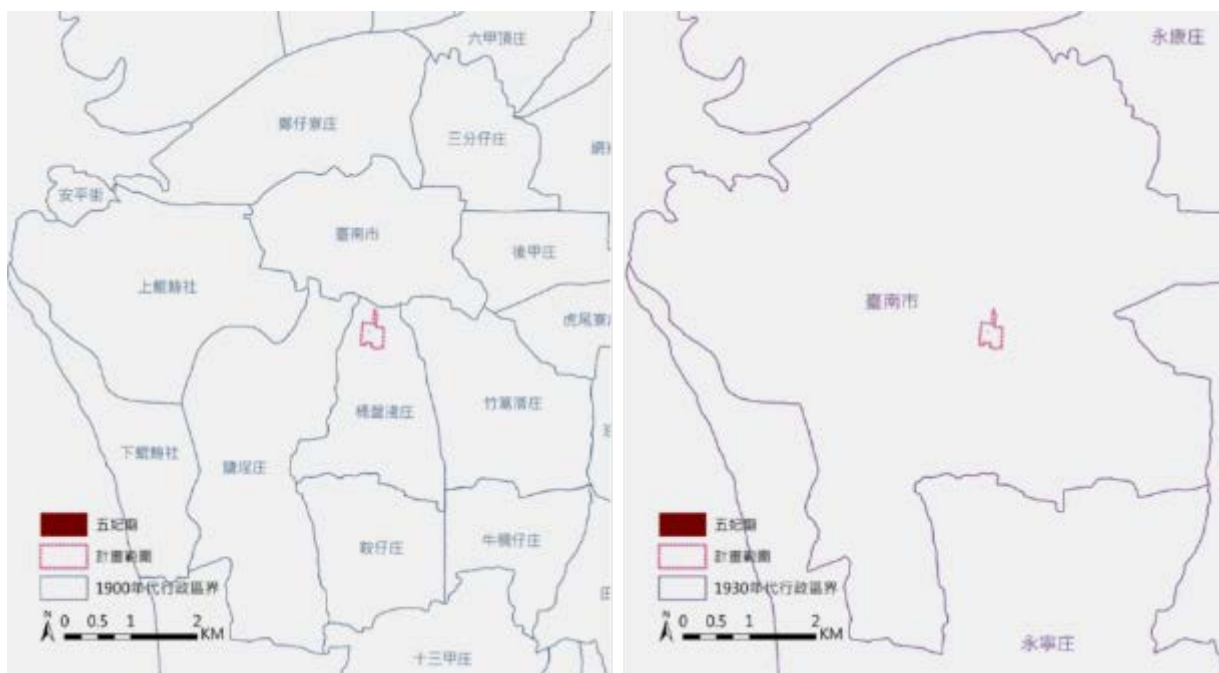 六甲頂庄
鄭仔寮庄
三分仔庄
安平街
臺南市
後甲庄
上鯤鯓社
虎尾寮
桶盤淺庄
竹篙厝庄
下鯤鯓社
鹽埕庄
鞍仔庄
牛稠仔庄
十三甲庄
五妃廟
計畫範圍
1900年代行政區界
N
0 0.5 1 2
KM
永康庄
臺南市
永寧庄
五妃廟
計畫範圍
1930年代行政區界
N
0 0.5 1 2
KM